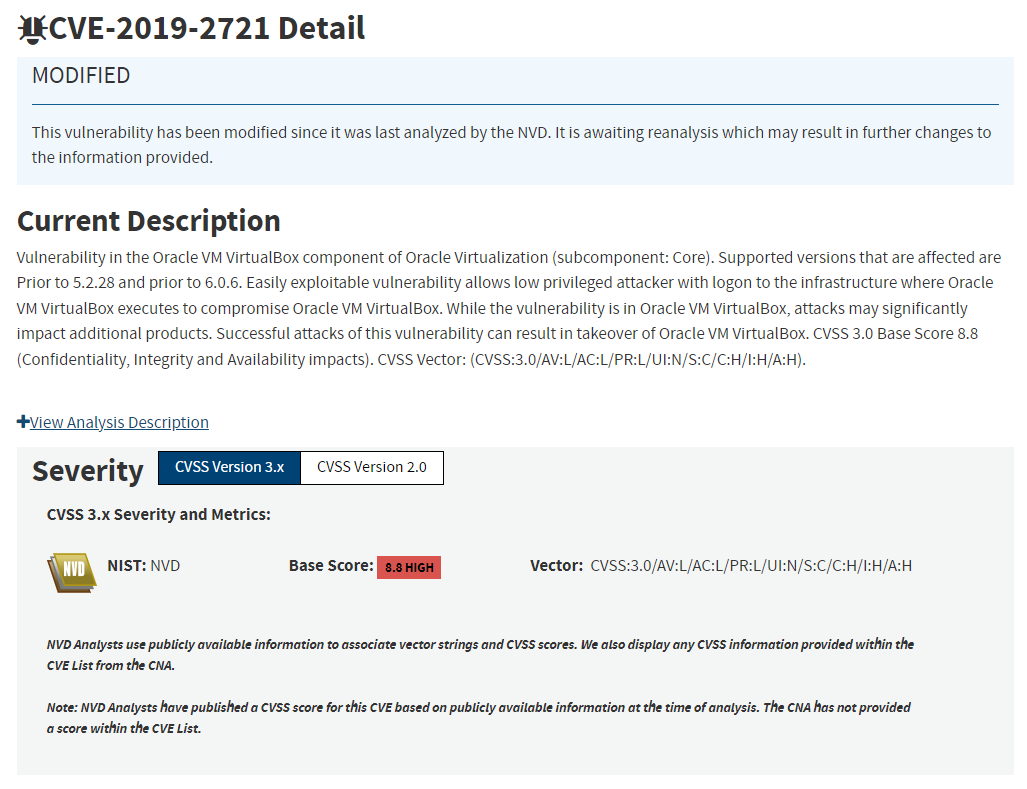 CVE-2019-2721 Detail
MODIFIED
This vulnerability has been modified since it was last analyzed by the NVD. It is awaiting reanalysis which may result in further changes to
the information provided.
Current Description
Vulnerability in the Oracle VM VirtualBox component of Oracle Virtualization (subcomponent: Core). Supported versions that are affected are
Prior to 5.2.28 and prior to 6.0.6. Easily exploitable vulnerability allows low privileged attacker with logon to the infrastructure where Oracle
VM VirtualBox executes to compromise Oracle VM VirtualBox. While the vulnerability is in Oracle VM VirtualBox, attacks may significantly
impact additional products. Successful attacks of this vulnerability can result in takeover of Oracle VM VirtualBox. CVSS 3.0 Base Score 8.8
(Confidentiality, Integrity and Availability impacts). CVSS Vector: (CVSS:3.0/AV:L/AC:L/PR:L/UI:N/S:C/C:H/I:H/A:H).
View Analysis Description
Severity CVSS Version 3.x CVSS Version 2.0
CVSS 3.x Severity and Metrics:
NVD NIST: NVD Base Score: 8.8 HIGH Vector: CVSS:3.0/AV:L/AC:L/PR:L/UI:N/S:C/C:H/I:H/A:H
NVD Analysts use publicly available information to associate vector strings and CVSS scores. We also display any CVSS information provided within the
CVE List from the CNA.
Note: NVD Analysts have published a CVSS score for this CVE based on publicly available information at the time of analysis. The CNA has not provided
a score within the CVE List.